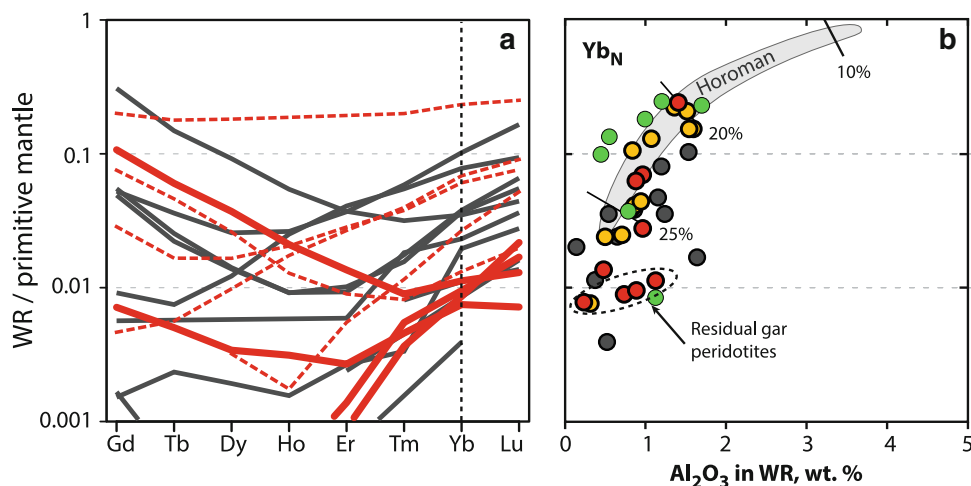 WR / primitive mantle
1
0.1
0.01
0.001
a
Gd Tb Dy Ho Er Tm Yb Lu
b
YbN
Horoman
10%
20%
25%
Residual gar
peridotites
0 1 2 3 4 5
Al2O3 in WR, wt. %